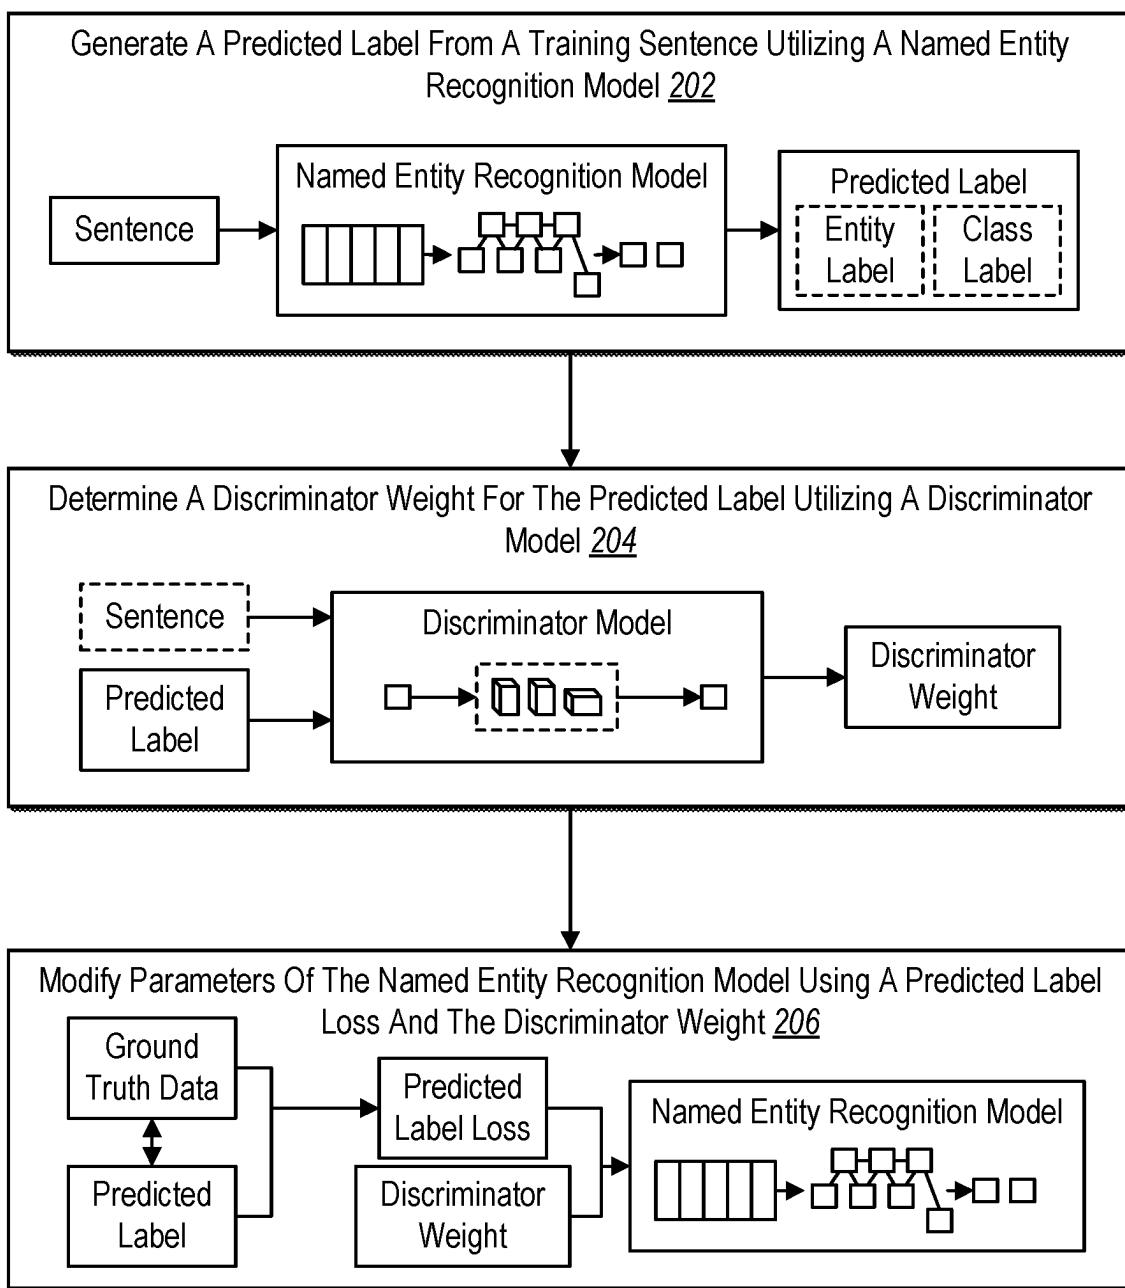 Generate A Predicted Label From A Training Sentence Utilizing A Named Entity
Recognition Model 202
Sentence
Named Entity Recognition Model
Predicted Label
Entity
Label
Class
Label
Determine A Discriminator Weight For The Predicted Label Utilizing A Discriminator
Model 204
Sentence
Predicted
Label
Discriminator Model
Discriminator
Weight
Modify Parameters Of The Named Entity Recognition Model Using A Predicted Label
Loss And The Discriminator Weight 206
Ground
Truth Data
Predicted
Label
Predicted
Label Loss
Discriminator
Weight
Named Entity Recognition Model